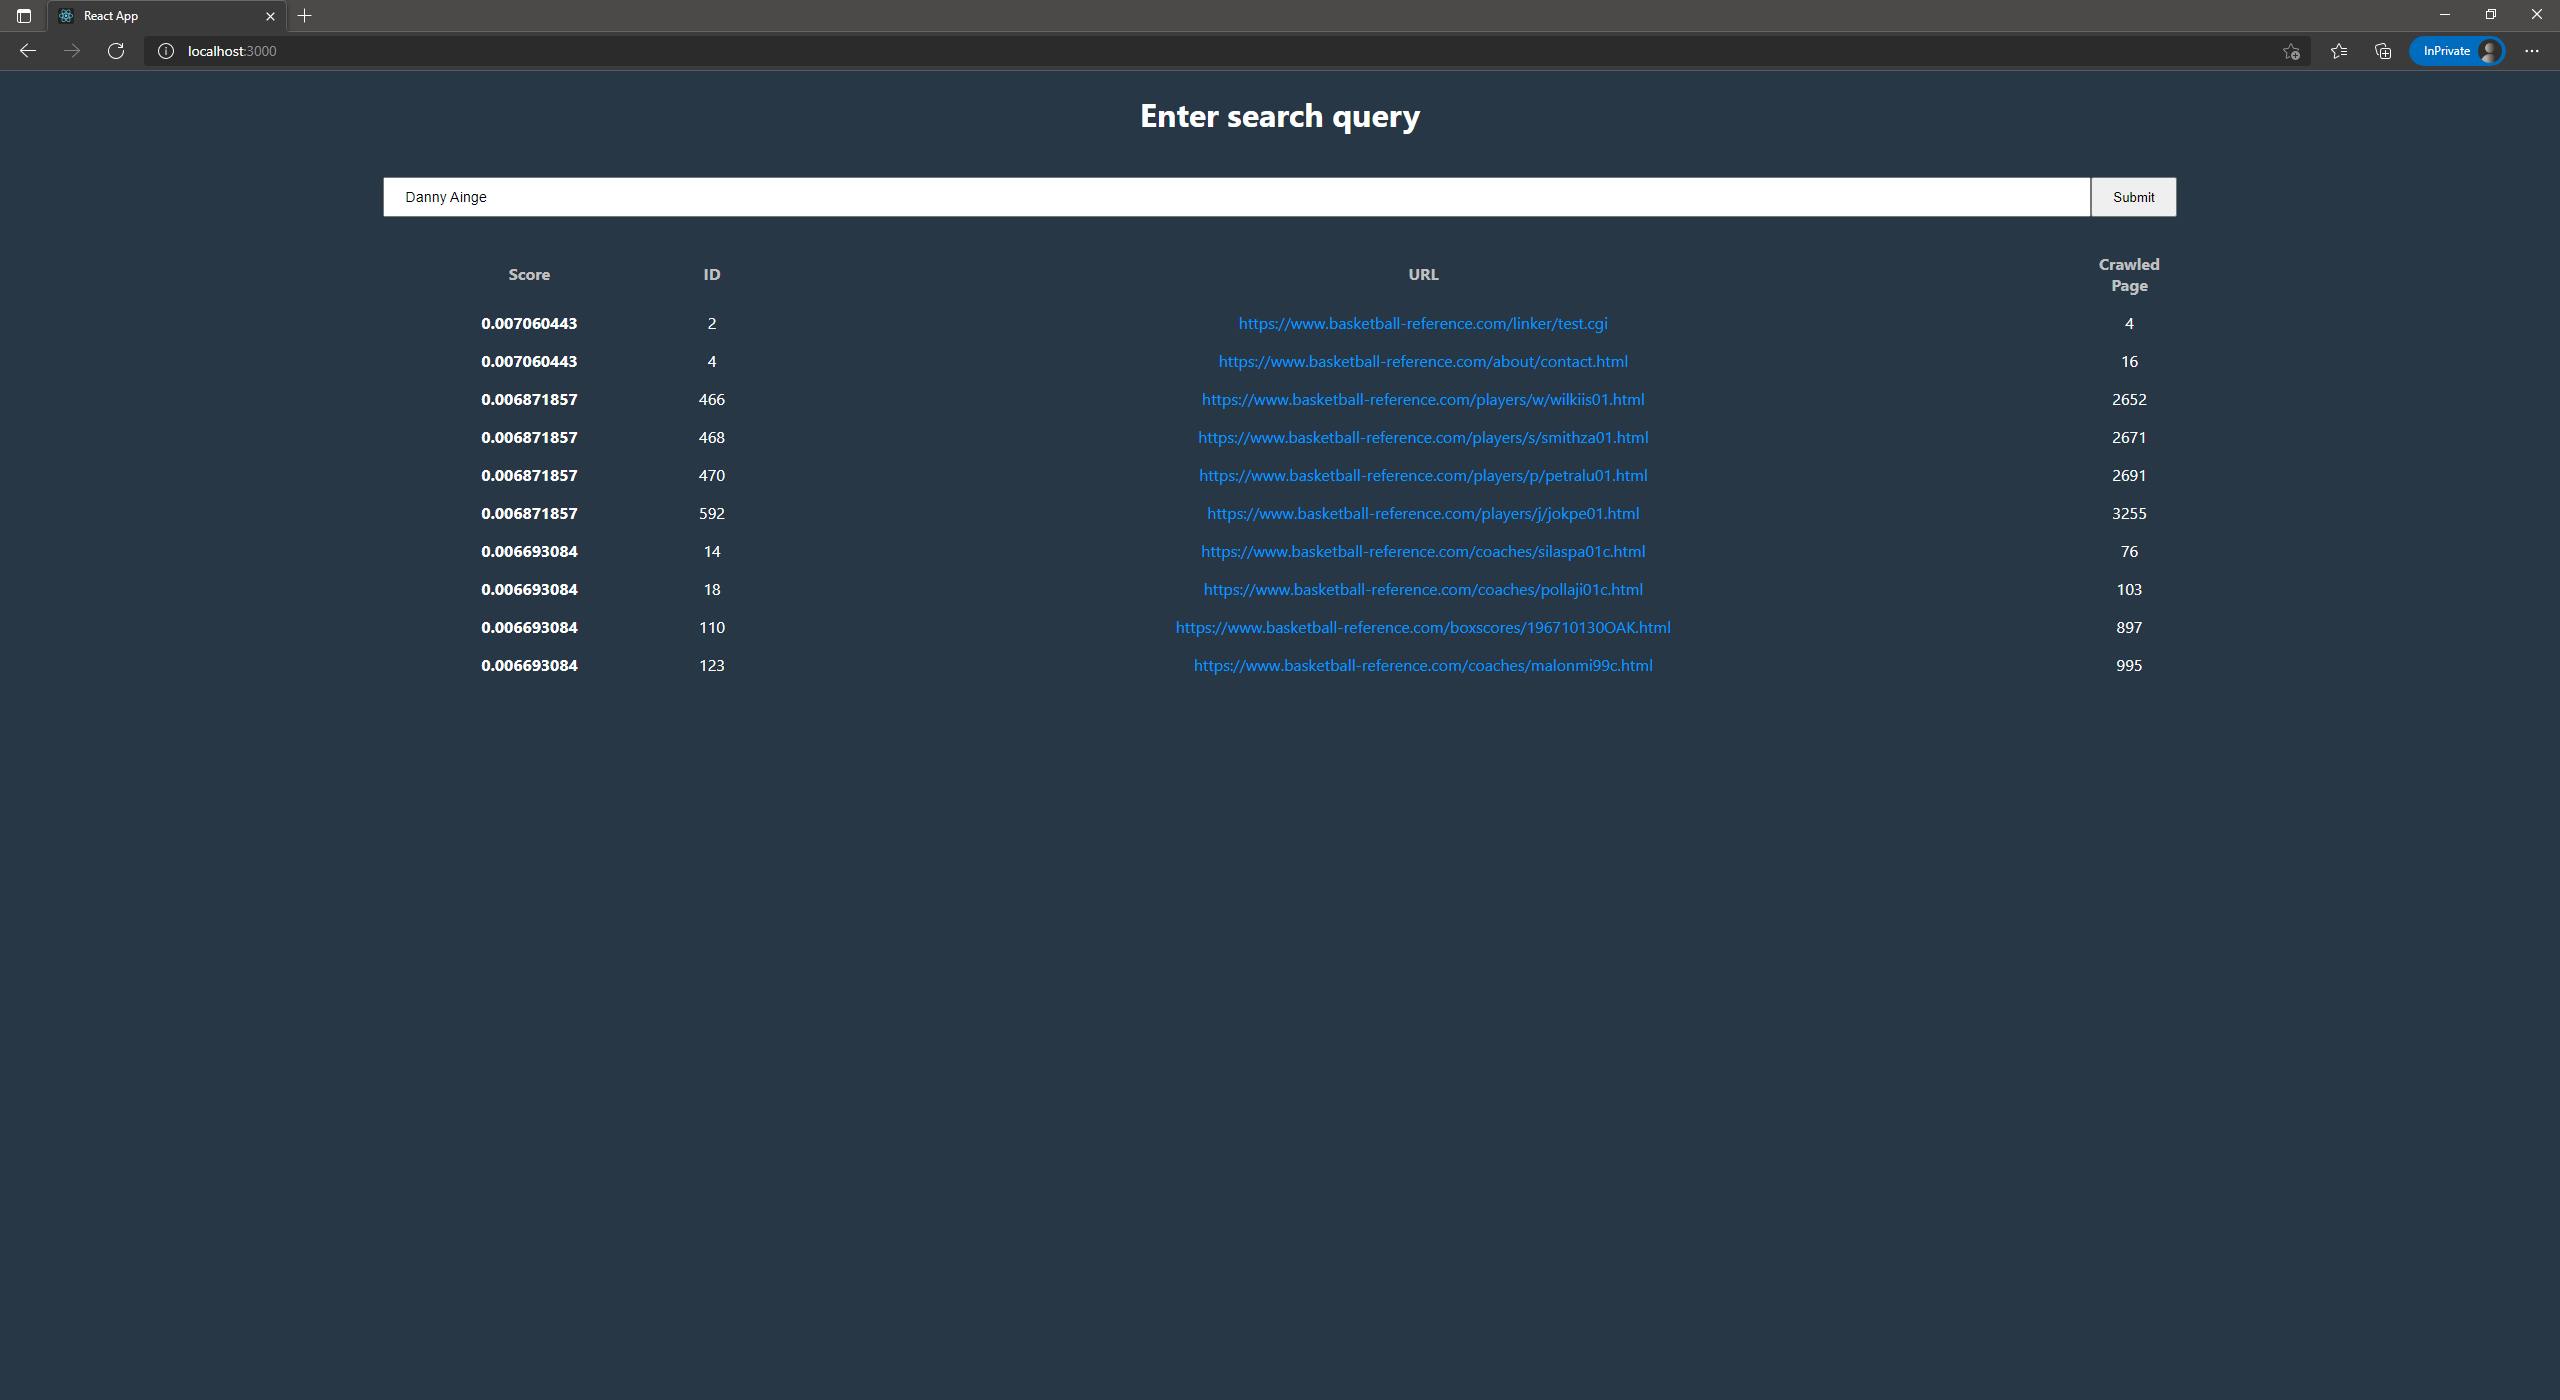 React App
localhost:3000
InPrivate
Enter search query
Danny Ainge Submit
Score ID URL Crawled Page
0.007060443 2 https://www.basketball-reference.com/linker/test.cgi 4
0.007060443 4 https://www.basketball-reference.com/about/contact.html 16
0.006871857 466 https://www.basketball-reference.com/players/w/wilkiis01.html 2652
0.006871857 468 https://www.basketball-reference.com/players/s/smithza01.html 2671
0.006871857 470 https://www.basketball-reference.com/players/p/petralu01.html 2691
0.006871857 592 https://www.basketball-reference.com/players/j/jokpe01.html 3255
0.006693084 14 https://www.basketball-reference.com/coaches/silaspa01c.html 76
0.006693084 18 https://www.basketball-reference.com/coaches/pollaji01c.html 103
0.006693084 110 https://www.basketball-reference.com/boxscores/196710130OAK.html 897
0.006693084 123 https://www.basketball-reference.com/coaches/malonmi99c.html 995